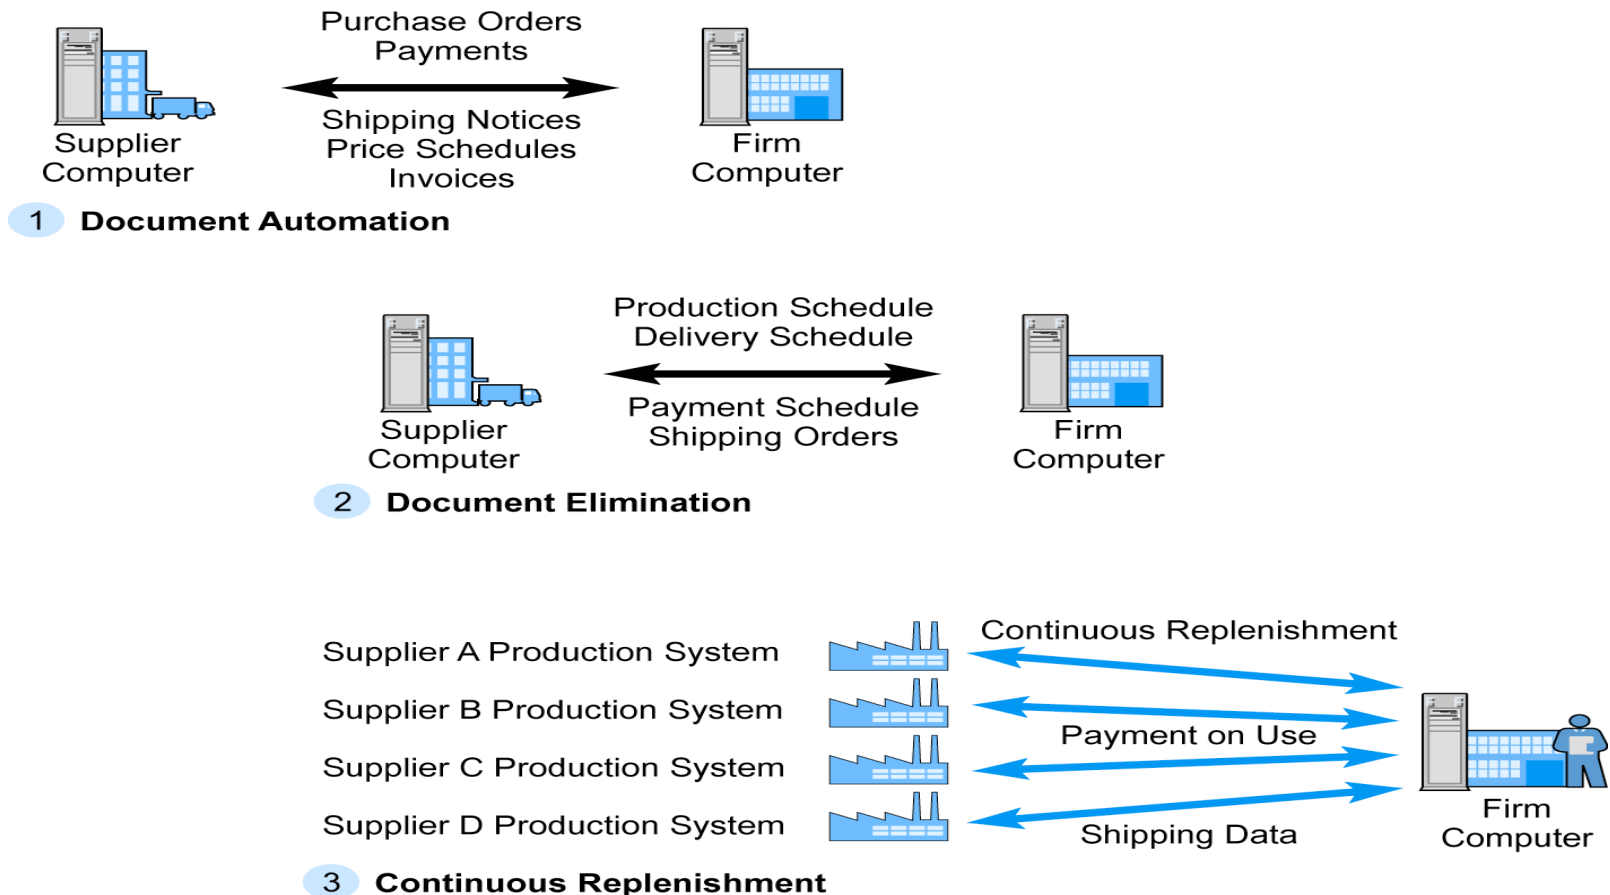 Purchase Orders
Payments
Shipping Notices
Price Schedules
Invoices
Supplier
Computer
Firm
Computer
1 Document Automation
Production Schedule
Delivery Schedule
Payment Schedule
Shipping Orders
Supplier
Computer
Firm
Computer
2 Document Elimination
Supplier A Production System
Supplier B Production System
Supplier C Production System
Supplier D Production System
Continuous Replenishment
Payment on Use
Shipping Data
Firm
Computer
3 Continuous Replenishment